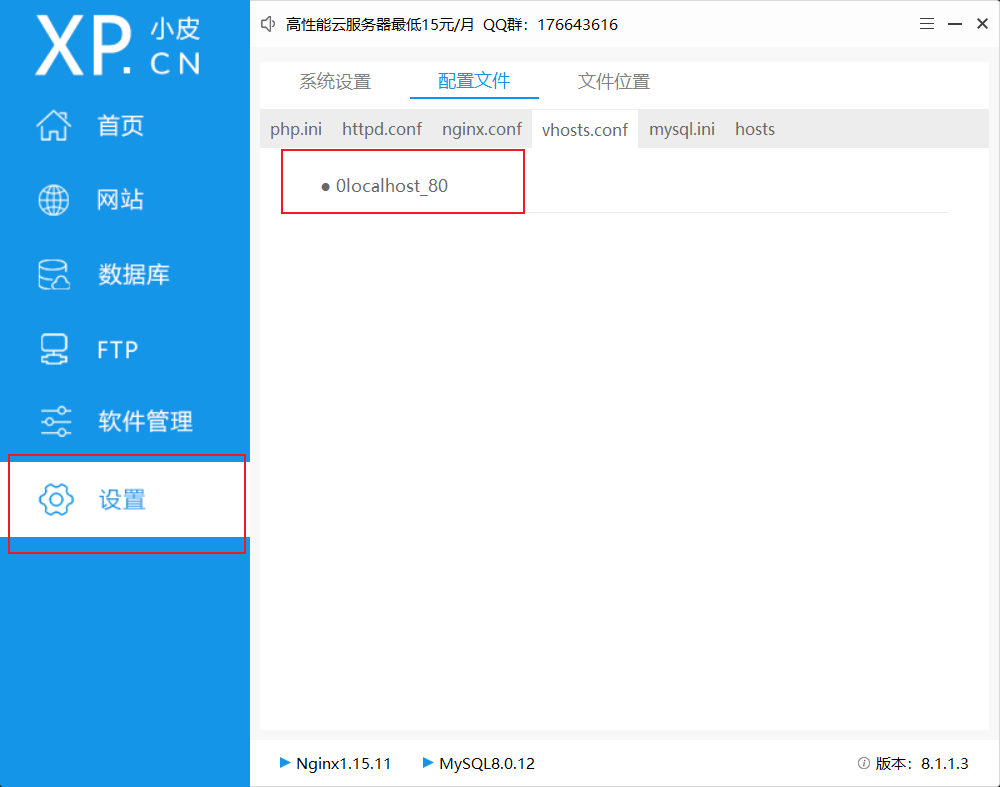 XP.CN 小皮
高性能云服务器最低15元/月 QQ群：176643616
首页
网站
数据库
FTP
软件管理
设置
系统设置 配置文件 文件位置
php.ini httpd.conf nginx.conf vhosts.conf mysql.ini hosts
● 0localhost_80
Nginx1.15.11 MySQL8.0.12 版本：8.1.1.3